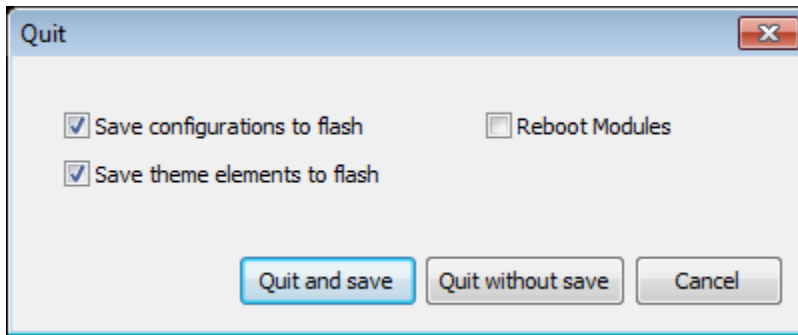 Quit
Save configurations to flash
Reboot Modules
Save theme elements to flash
Quit and save
Quit without save
Cancel